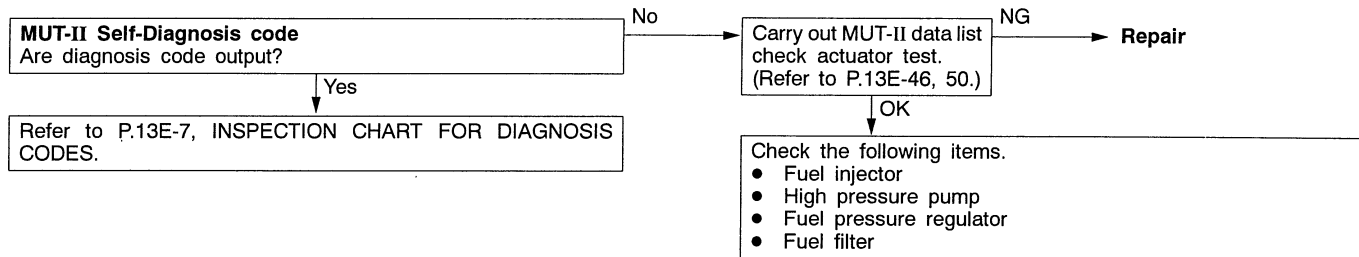 MUT-II Self-Diagnosis code
Are diagnosis code output?
No
Carry out MUT-II data list
check actuator test.
(Refer to P.13E-46, 50.)
NG
Repair
Yes
OK
Refer to P.13E-7, INSPECTION CHART FOR DIAGNOSIS
CODES.
Check the following items.
● Fuel injector
● High pressure pump
● Fuel pressure regulator
● Fuel filter